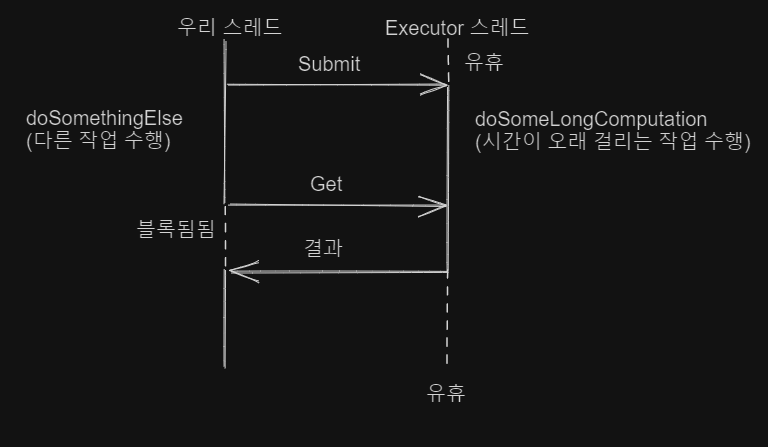 우리 스레드
Executor 스레드
유휴
Submit
doSomethingElse
(다른 작업 수행)
doSomeLongComputation
(시간이 오래 걸리는 작업 수행)
Get
블록됨됨
결과
유휴